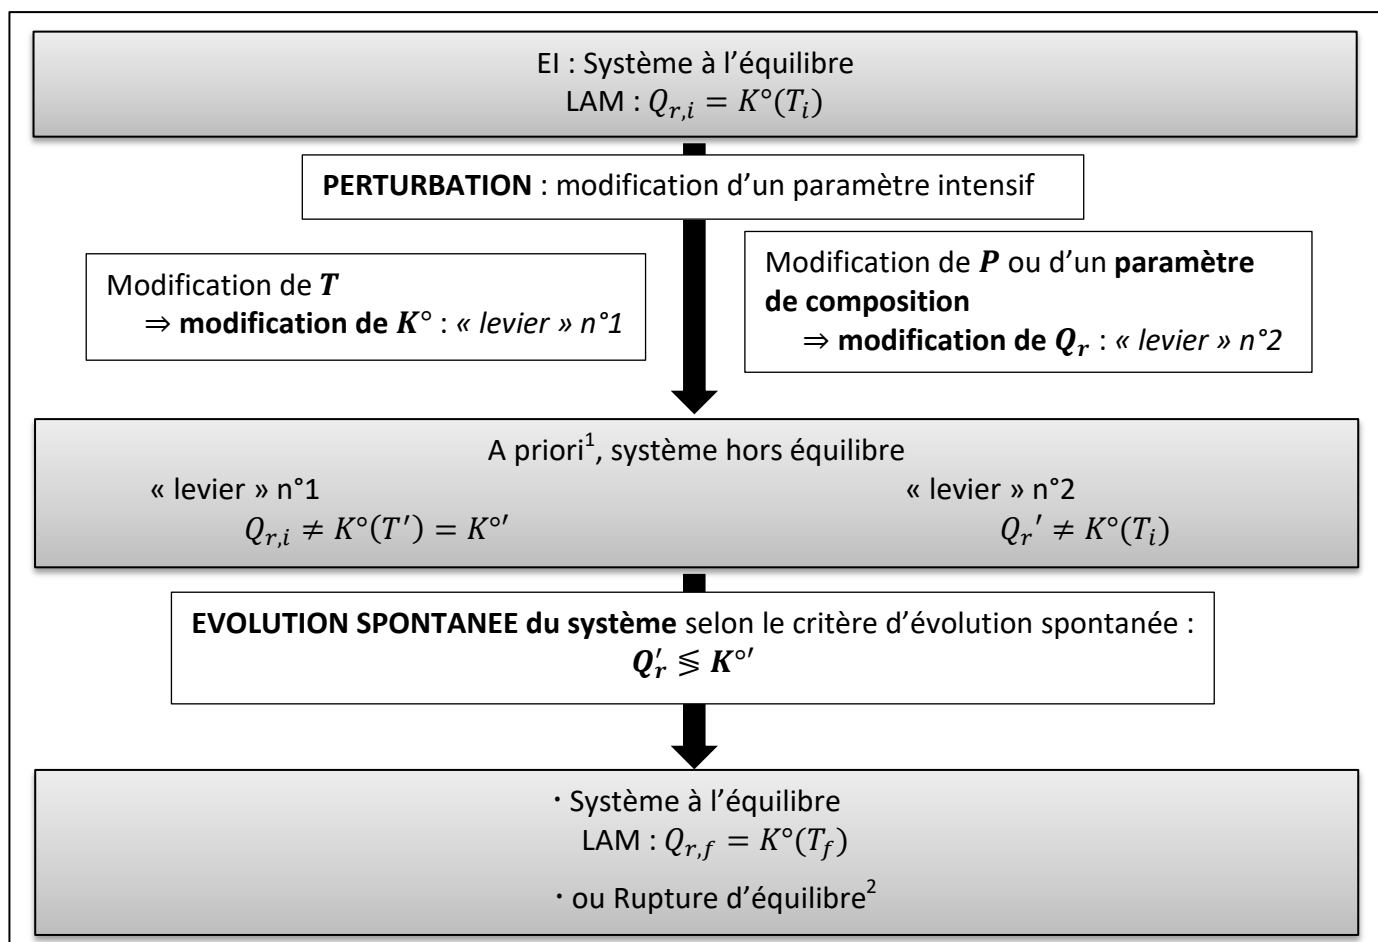 EI : Système à l’équilibre
LAM : Q_{r,i} = K°(T_i)
PERTURBATION : modification d’un paramètre intensif
Modification de T
⇒ modification de K° : « levier » n°1
Modification de P ou d’un paramètre
de composition
⇒ modification de Q_r : « levier » n°2
A priori¹, système hors équilibre
« levier » n°1
Q_{r,i} ≠ K°(T′) = K°′
« levier » n°2
Q_r′ ≠ K°(T_i)
EVOLUTION SPONTANEE du système selon le critère d’évolution spontanée :
Q_r′ ≶ K°′
· Système à l’équilibre
LAM : Q_{r,f} = K°(T_f)
· ou Rupture d’équilibre²